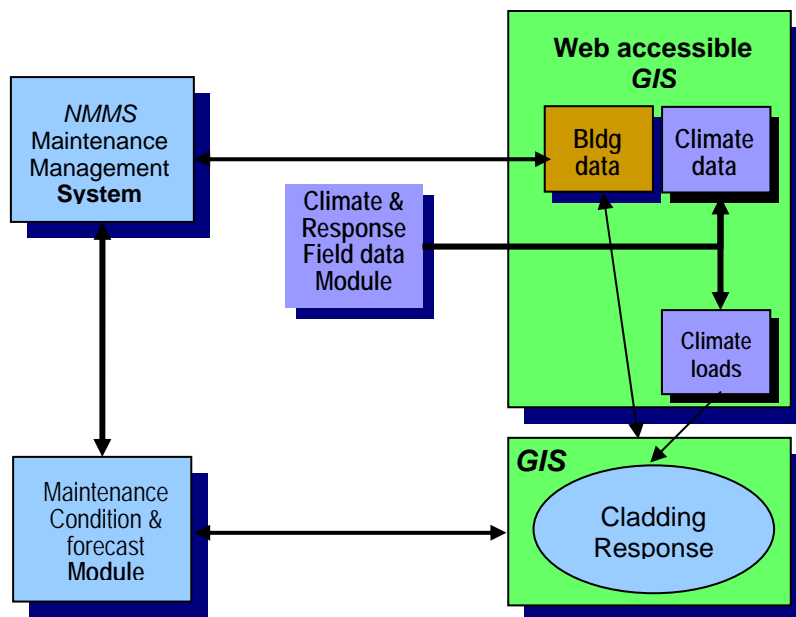 Web accessible
GIS
NMMS
Maintenance
Management
System
Bldg
data
Climate
data
Climate &
Response
Field data
Module
Climate
loads
Maintenance
Condition &
forecast
Module
GIS
Cladding
Response